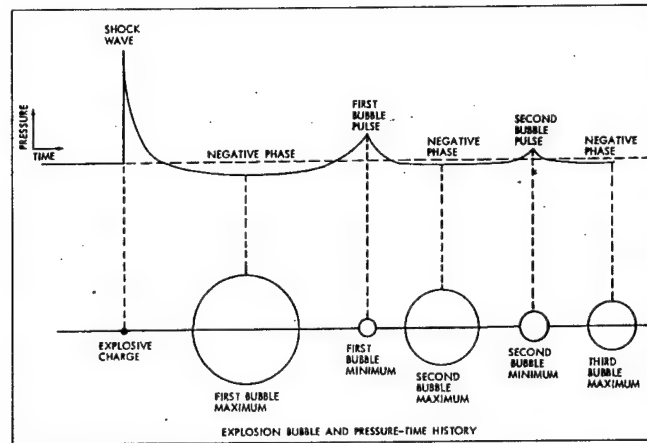 SHOCK
WAVE
PRESSURE
TIME
NEGATIVE PHASE
FIRST
BUBBLE
PULSE
NEGATIVE
PHASE
SECOND
BUBBLE
PULSE
NEGATIVE
PHASE
EXPLOSIVE
CHARGE
FIRST BUBBLE
MAXIMUM
FIRST
BUBBLE
MINIMUM
SECOND
BUBBLE
MAXIMUM
SECOND
BUBBLE
MINIMUM
THIRD
BUBBLE
MAXIMUM
EXPLOSION BUBBLE AND PRESSURE-TIME HISTORY